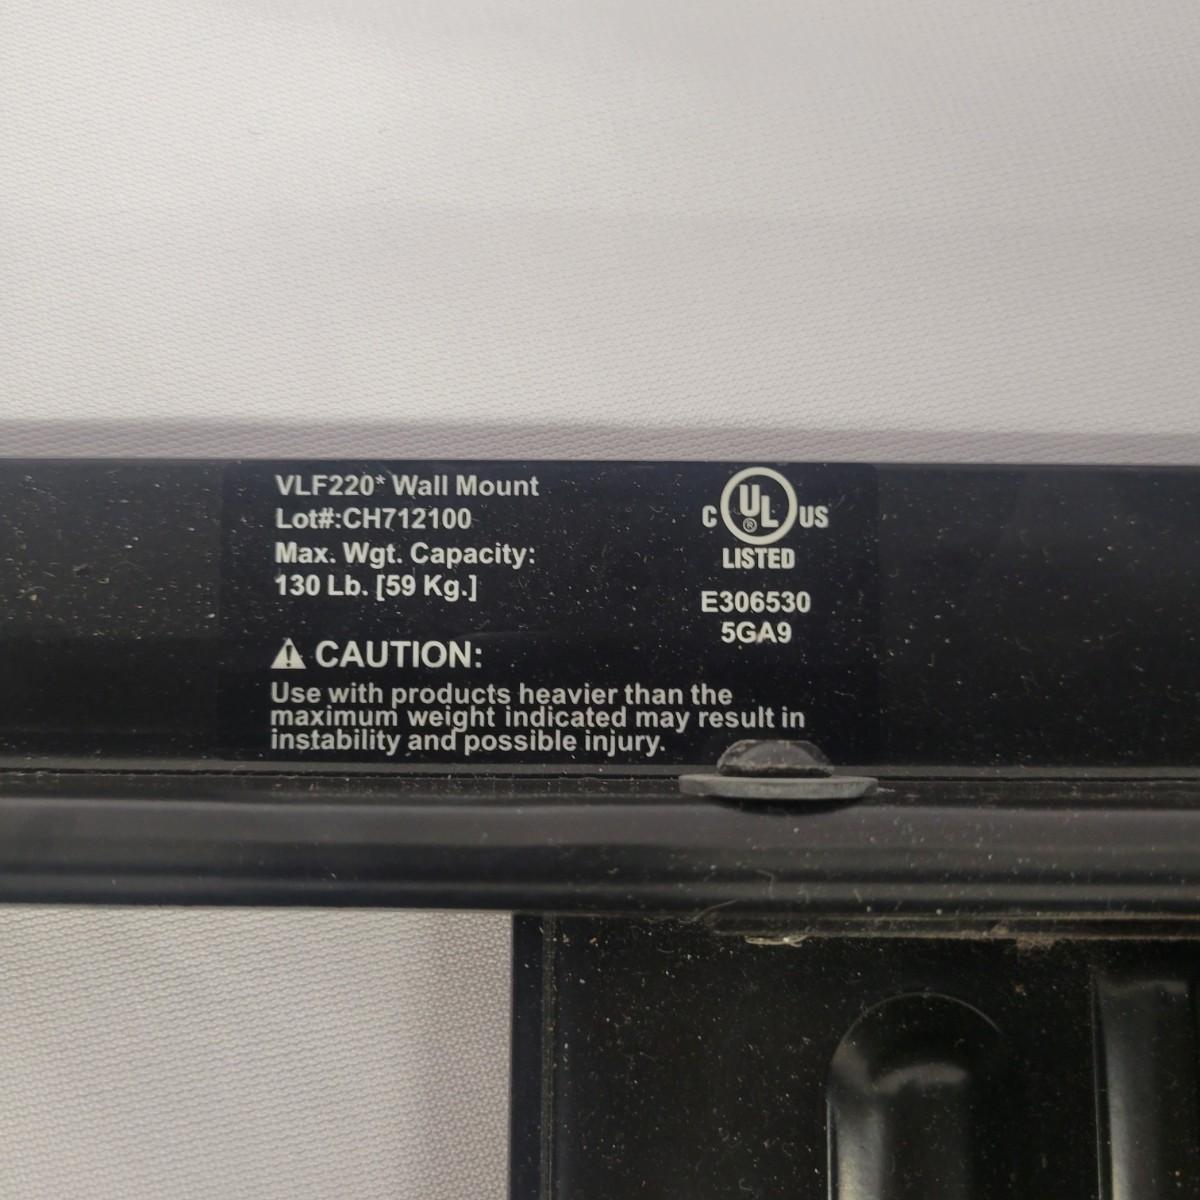 VLF220* Wall Mount
Lot#:CH712100
Max. Wgt. Capacity:
130 Lb. [59 Kg.]
C UL ® US
LISTED
E306530
5GA9
⚠ CAUTION:
Use with products heavier than the
maximum weight indicated may result in
instability and possible injury.